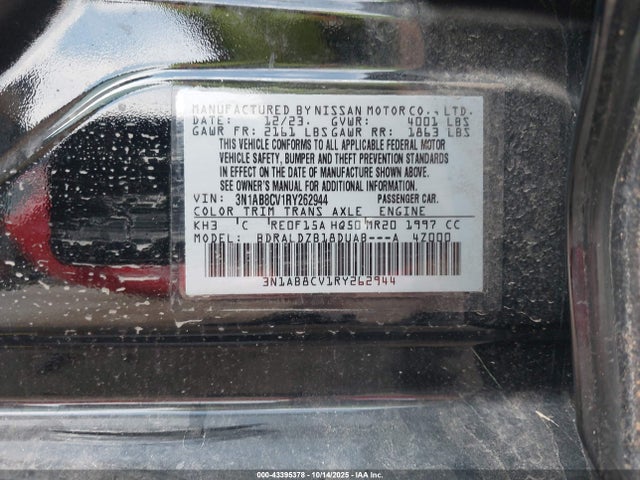 MANUFACTURED BY NISSAN MOTOR CO., LTD.
DATE: 12/23. GVWR: 4001 LBS
GAWR FR: 2161 LBS GAWR RR: 1863 LBS
THIS VEHICLE CONFORMS TO ALL APPLICABLE FEDERAL MOTOR
VEHICLE SAFETY, BUMPER AND THEFT PREVENTION STANDARDS
IN EFFECT ON THE DATE OF MANUFACTURE SHOWN ABOVE.
SEE OWNER'S MANUAL FOR ADDITIONAL INFORMATION.
VIN: 3N1AB8CV1RY262944 PASSENGER CAR
COLOR TRIM TRANS AXLE ENGINE
KH3 C RE0F15A HQ50 MR20 1997 CC
MODEL: BDRALDZB18DUAB---A 4Z000
3N1AB8CV1RY262944
000-43395378 - 10/14/2025 - IAA Inc.